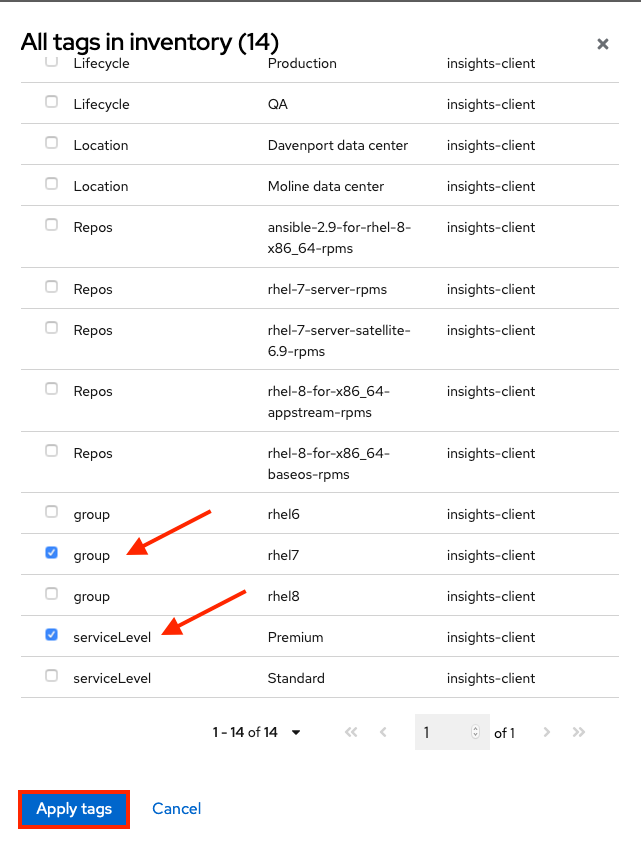 All tags in inventory (14)
Lifecycle Production insights-client
Lifecycle QA insights-client
Location Davenport data center insights-client
Location Moline data center insights-client
Repos ansible-2.9-for-rhel-8- insights-client
x86_64-rpms
Repos rhel-7-server-rpms insights-client
Repos rhel-7-server-satellite- insights-client
6.9-rpms
Repos rhel-8-for-x86_64- insights-client
appstream-rpms
Repos rhel-8-for-x86_64- insights-client
baseos-rpms
group rhel6 insights-client
group rhel7 insights-client
group rhel8 insights-client
serviceLevel Premium insights-client
serviceLevel Standard insights-client
1 - 14 of 14 1 of 1
Apply tags Cancel